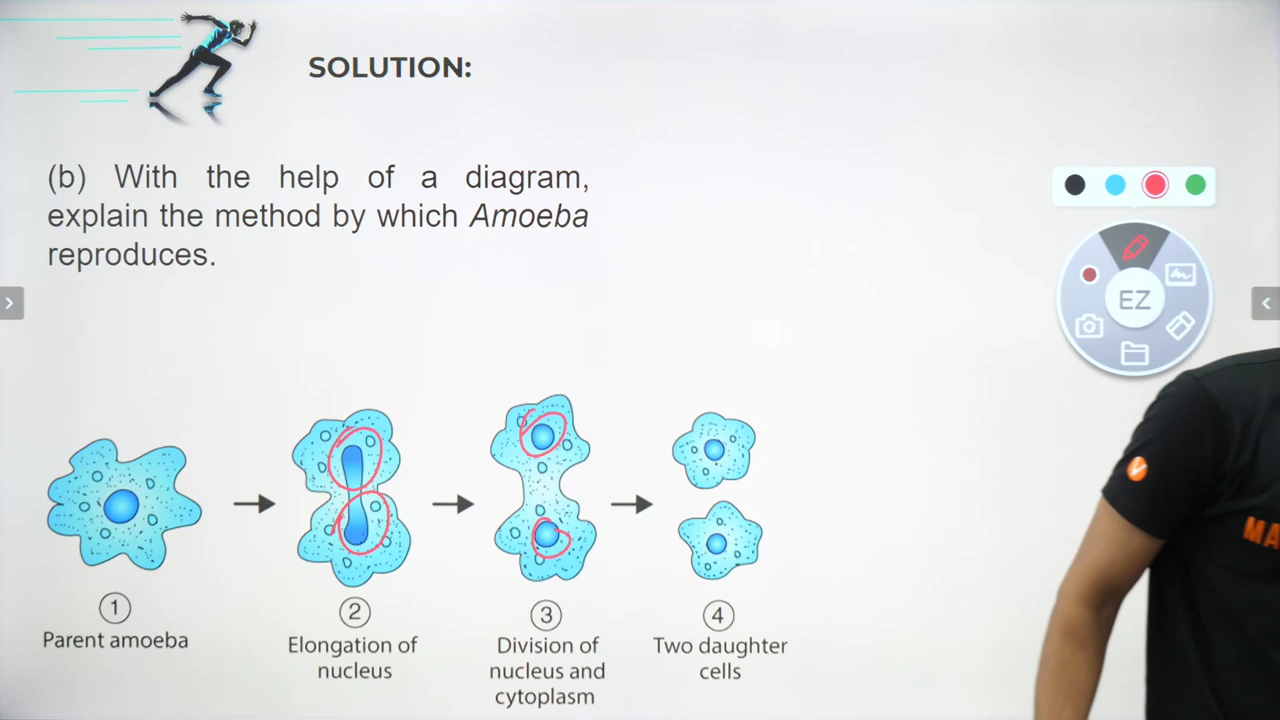 SOLUTION:
(b) With the help of a diagram,
explain the method by which Amoeba
reproduces.
EZ
MA
1
Parent amoeba
2
Elongation of
nucleus
3
Division of
nucleus and
cytoplasm
4
Two daughter
cells